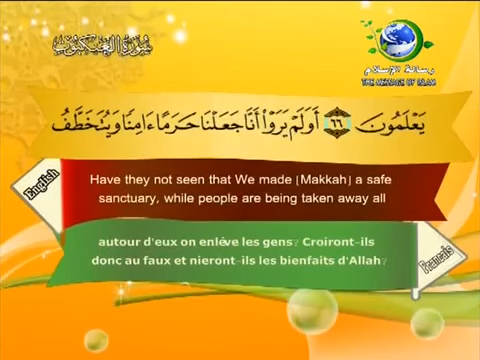 سورة العنكبوت
رسالة الإسلام
THE MESSAGE OF ISLAM
يَعْلَمُونَ ٦٦ أَوَلَمْ يَرَوْا۟ أَنَّا جَعَلْنَا حَرَمًا ءَامِنًا وَيُتَخَطَّفُ
English
Have they not seen that We made [Makkah] a safe
sanctuary, while people are being taken away all
autour d'eux on enlève les gens? Croiront-ils
donc au faux et nieront-ils les bienfaits d'Allah?
Français